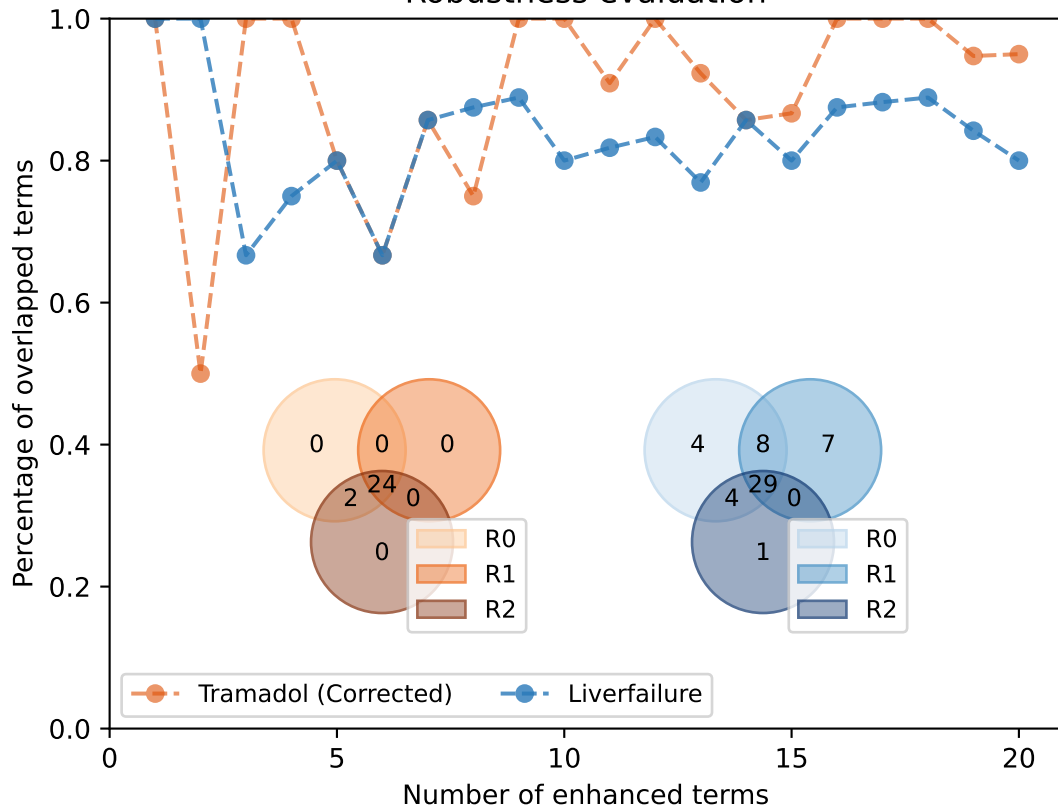 Robustness evaluation
1.0
0.8
0.6
0.4
0.2
0.0
Percentage of overlapped terms
0 0 0
24
2 0
0
R0
R1
R2
4 8 7
29
4 0
1
R0
R1
R2
Tramadol (Corrected) Liverfailure
0 5 10 15 20
Number of enhanced terms